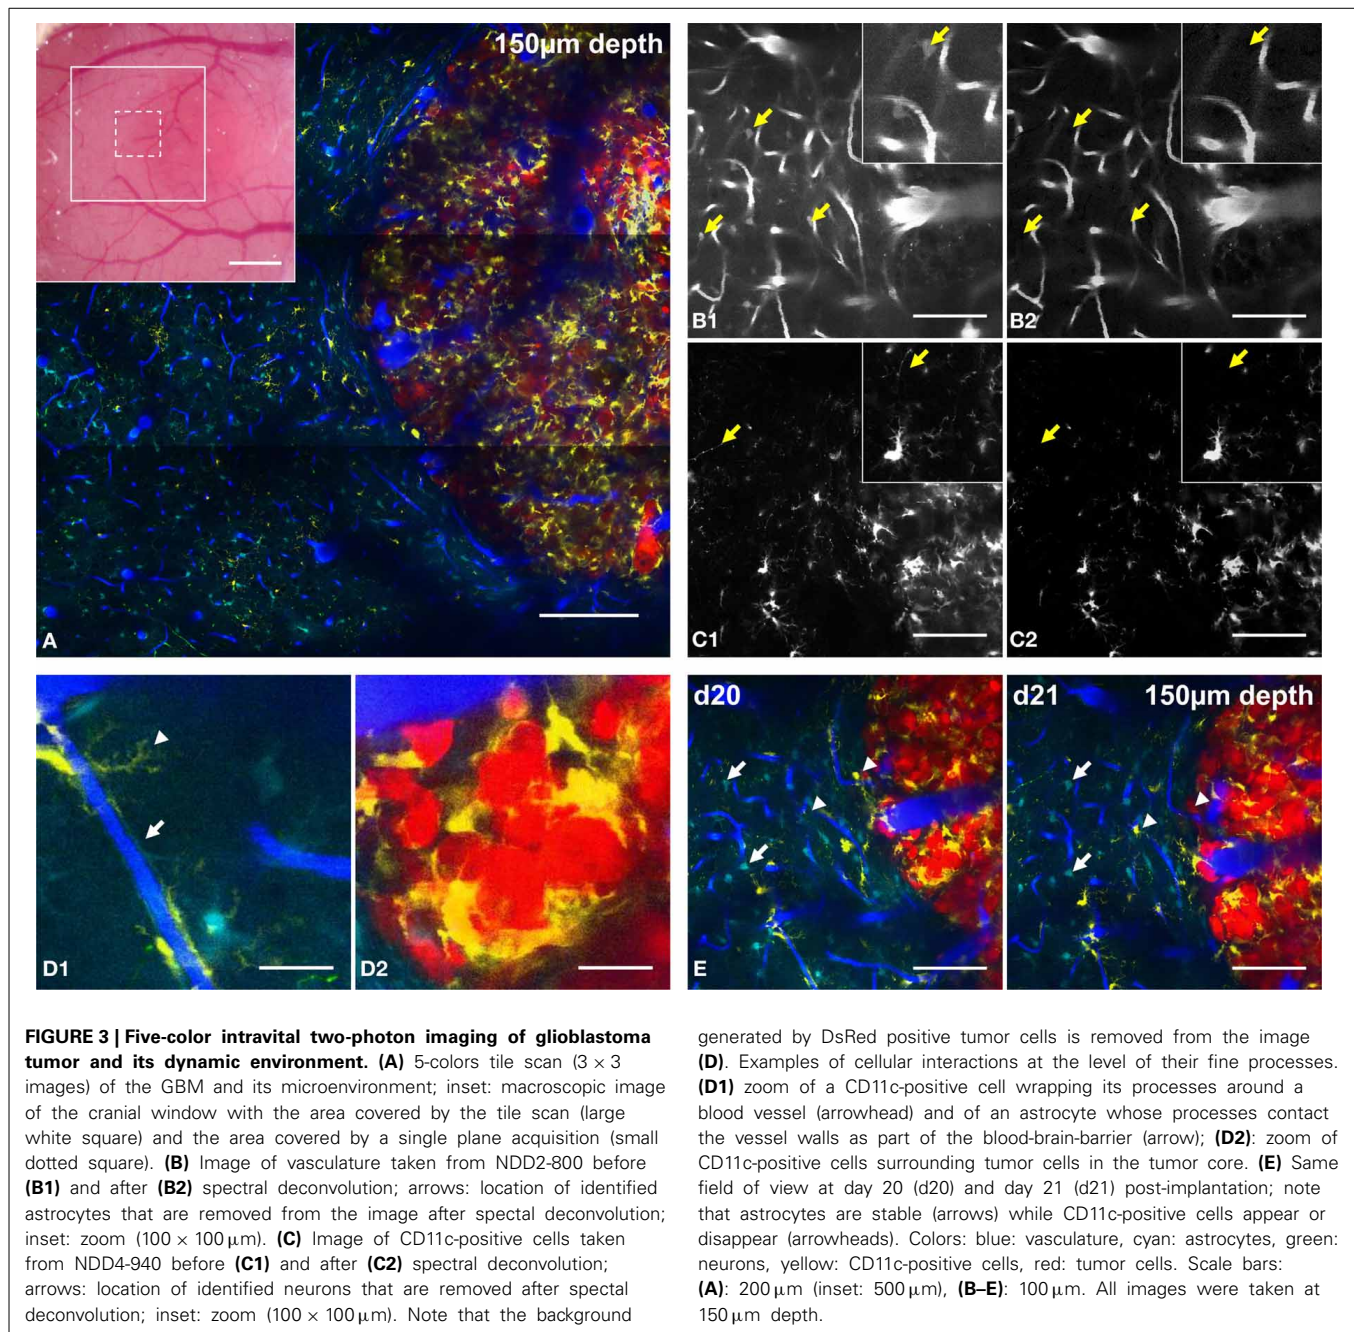 150μm depth
A
B1
B2
C1
C2
D1
D2
d20
E
d21
150μm depth
FIGURE 3 | Five-color intravital two-photon imaging of glioblastoma
tumor and its dynamic environment. (A) 5-colors tile scan (3 × 3
images) of the GBM and its microenvironment; inset: macroscopic image
of the cranial window with the area covered by the tile scan (large
white square) and the area covered by a single plane acquisition (small
dotted square). (B) Image of vasculature taken from NDD2-800 before
(B1) and after (B2) spectral deconvolution; arrows: location of identified
astrocytes that are removed from the image after spectal deconvolution;
inset: zoom (100 × 100 μm). (C) Image of CD11c-positive cells taken
from NDD4-940 before (C1) and after (C2) spectral deconvolution;
arrows: location of identified neurons that are removed after spectal
deconvolution; inset: zoom (100 × 100 μm). Note that the background
generated by DsRed positive tumor cells is removed from the image
(D). Examples of cellular interactions at the level of their fine processes.
(D1) zoom of a CD11c-positive cell wrapping its processes around a
blood vessel (arrowhead) and of an astrocyte whose processes contact
the vessel walls as part of the blood-brain-barrier (arrow); (D2): zoom of
CD11c-positive cells surrounding tumor cells in the tumor core. (E) Same
field of view at day 20 (d20) and day 21 (d21) post-implantation; note
that astrocytes are stable (arrows) while CD11c-positive cells appear or
disappear (arrowheads). Colors: blue: vasculature, cyan: astrocytes, green:
neurons, yellow: CD11c-positive cells, red: tumor cells. Scale bars:
(A): 200 μm (inset: 500 μm), (B–E): 100 μm. All images were taken at
150 μm depth.